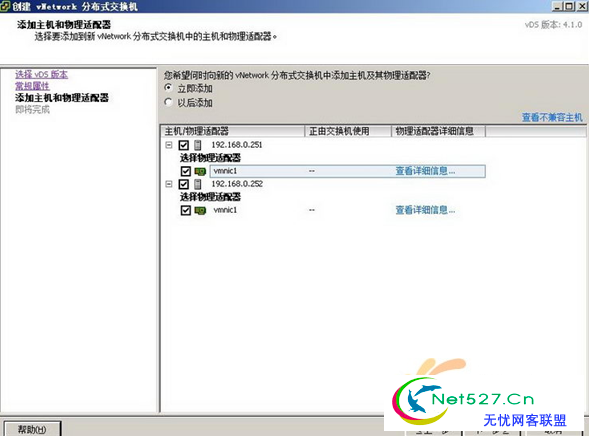 创建 vNetwork 分布式交换机
添加主机和物理适配器
选择要添加到新 vNetwork 分布式交换机中的主机和物理适配器。
vDS 版本: 4.1.0
选择 vDS 版本
常规属性
添加主机和物理适配器
即将完成
您希望何时向新的 vNetwork 分布式交换机中添加主机及其物理适配器?
立即添加
以后添加
查看不兼容主机
主机/物理适配器 正由交换机使用 物理适配器详细信息
192.168.0.251
选择物理适配器
vmnic1 -- 查看详细信息...
192.168.0.252
选择物理适配器
vmnic1 -- 查看详细信息...
Net527.Cn
无忧网客联盟
帮助(H)